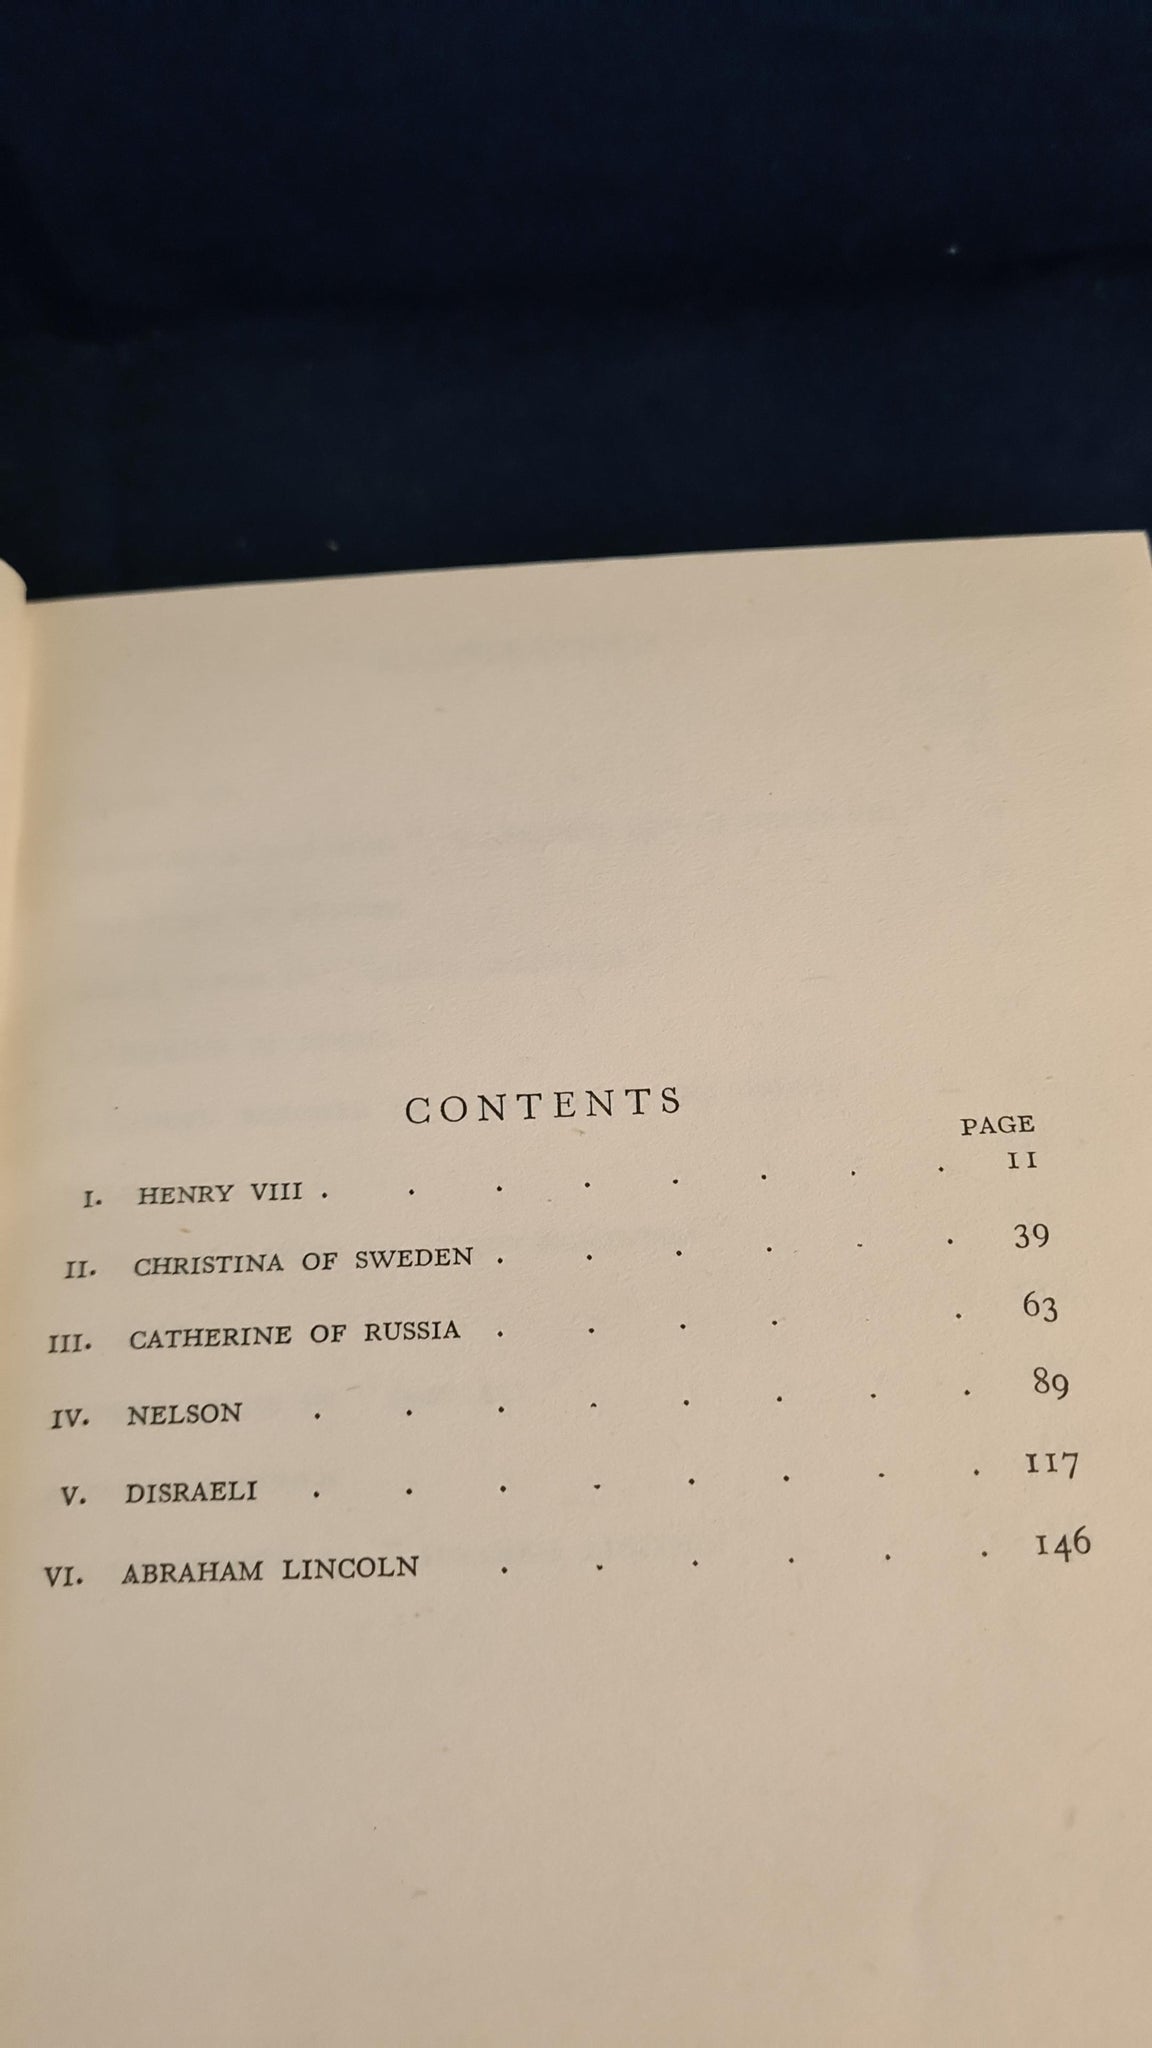 CONTENTS
PAGE
I. HENRY VIII . . . . . . . . 11
II. CHRISTINA OF SWEDEN . . . . . . 39
III. CATHERINE OF RUSSIA . . . . . 63
IV. NELSON . . . . . . . . 89
V. DISRAELI . . . . . . . . 117
VI. ABRAHAM LINCOLN . . . . . . 146